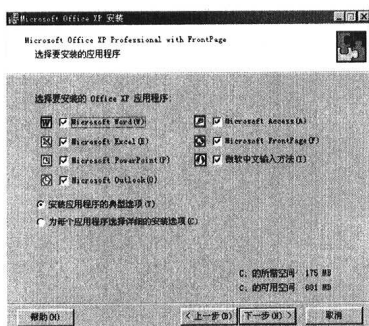 Microsoft Office XP 安装
Microsoft Office XP Professional with FrontPage
选择要安装的应用程序
选择要安装的 Office XP 应用程序:
Microsoft Word(W)
Microsoft Access(A)
Microsoft Excel(E)
Microsoft FrontPage(F)
Microsoft PowerPoint(P)
微软中文输入方法(I)
Microsoft Outlook(O)
安装应用程序的典型选项(T)
为每个应用程序选择详细的安装选项(C)
C: 的所需空间 175 MB
C: 的可用空间 601 MB
帮助(H)
< 上一步(B)
下一步(N) >
取消